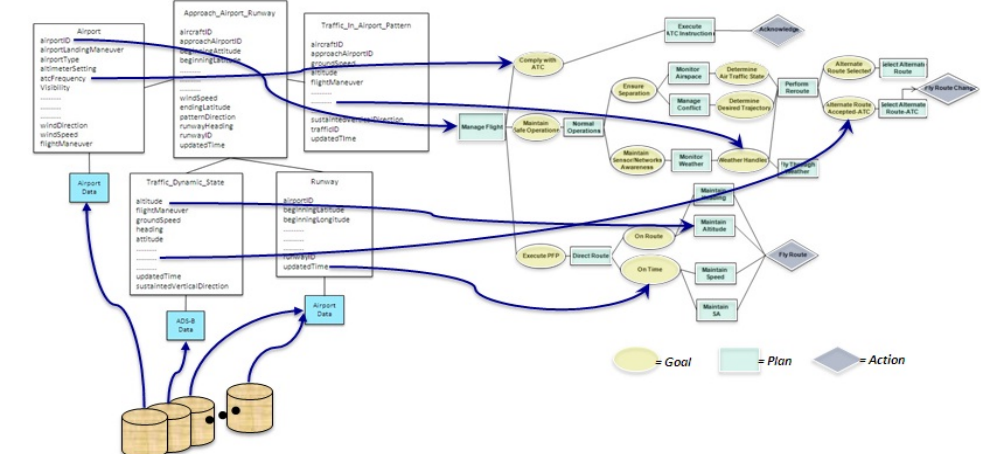 Airport
airportID
airportLandingManeuver
airportType
altimeterSetting
atcFrequency
Visibility
..........
..........
..........
windDirection
windSpeed
flightManeuver
Approach_Airport_Runway
aircraftID
approachAirportID
beginningAttitude
..........
windSpeed
endingLatitude
patternDirection
runwayHeading
runwayID
updatedTime
Traffic_In_Airport_Pattern
aircraftID
approachAirportID
groundSpeed
altitude
flightManeuver
..........
..........
sustaintedVerticalDirection
trafficID
updatedTime
Traffic_Dynamic_State
altitude
flightManeuver
groundSpeed
heading
attitude
..........
..........
..........
updatedTime
sustaintedVerticalDirection
Runway
airportID
beginningLatitude
beginningLongitude
..........
..........
..........
runwayID
updatedTime
Airport
Data
ADS-B
Data
Airport
Data
Manage Flight
Comply with
ATC
Execute
ATC Instruction
Acknowledge
Maintain
Safe Operation
Normal
Operations
Ensure
Separation
Monitor
Airspace
Determine
Air Traffic State
Manage
Conflict
Determine
Desired Trajectory
Maintain
Sensor/Networks
Awareness
Monitor
Weather
Weather Handled
Perform
Reroute
Fly Through
Weather
Alternate
Route Selected
Select Alternate
Route
Alternate Route
Accepted-ATC
Select Alternate
Route-ATC
Fly Route Change
Execute PFP
Direct Route
On Route
On Time
Maintain
Heading
Maintain
Altitude
Maintain
Speed
Maintain
SA
Fly Route
= Goal
= Plan
= Action